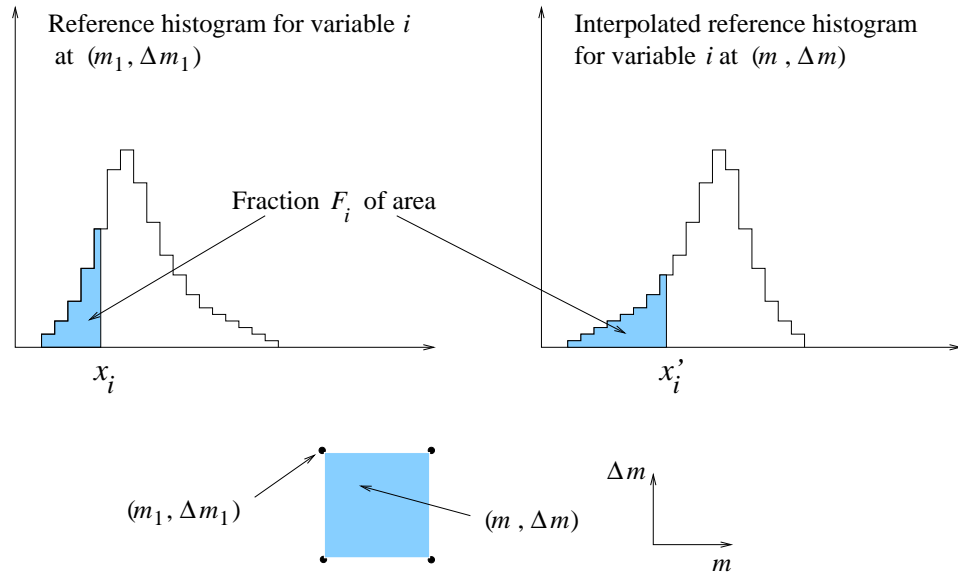 Reference histogram for variable i
at (m₁, Δm₁)
Interpolated reference histogram
for variable i at (m , Δm)
Fraction Fᵢ of area
xᵢ
xᵢ’
(m₁, Δm₁)
(m , Δm)
Δm
m